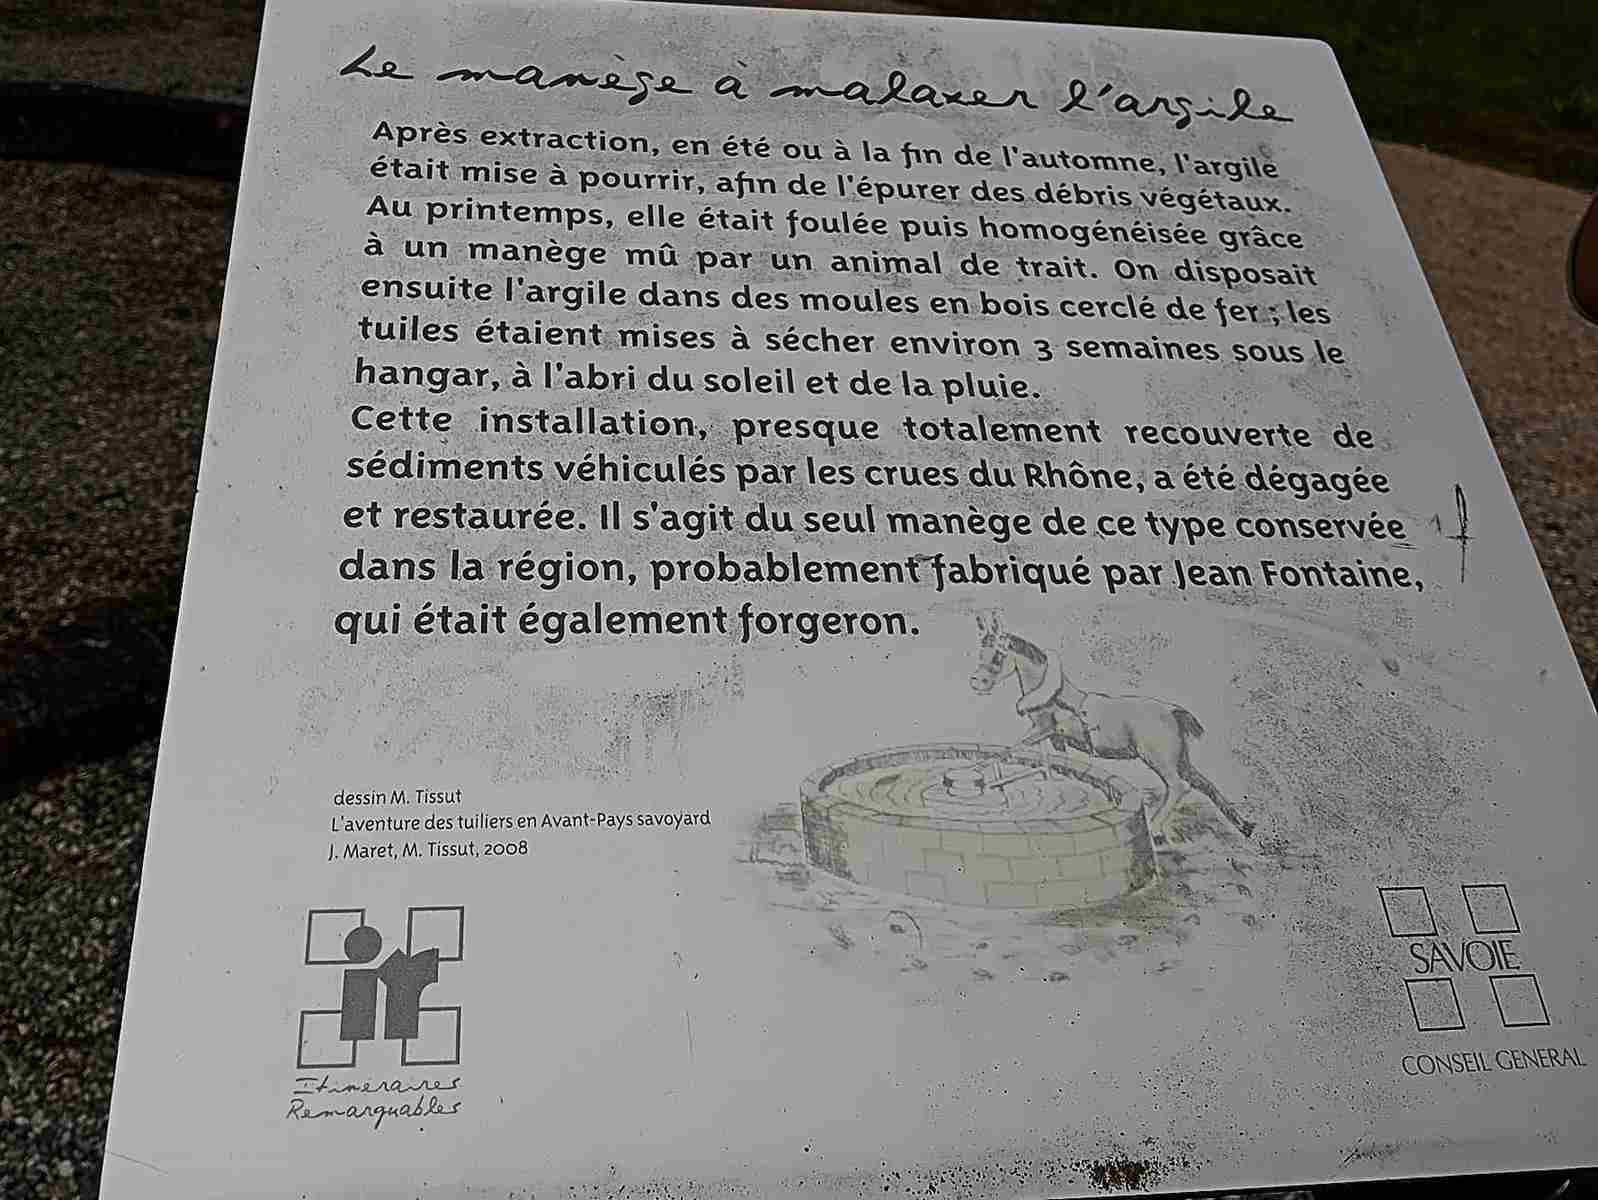 Le manège à malaxer l'argile
Après extraction, en été ou à la fin de l'automne, l'argile
était mise à pourrir, afin de l'épurer des débris végétaux.
Au printemps, elle était foulée puis homogénéisée grâce
à un manège mû par un animal de trait. On disposait
ensuite l'argile dans des moules en bois cerclé de fer ; les
tuiles étaient mises à sécher environ 3 semaines sous le
hangar, à l'abri du soleil et de la pluie.
Cette installation, presque totalement recouverte de
sédiments véhiculés par les crues du Rhône, a été dégagée
et restaurée. Il s'agit du seul manège de ce type conservée
dans la région, probablement fabriqué par Jean Fontaine,
qui était également forgeron.
dessin M. Tissut
L'aventure des tuiliers en Avant-Pays savoyard
J. Maret, M. Tissut, 2008
ir
Itineraires
Remarquables
SAVOIE
CONSEIL GENERAL